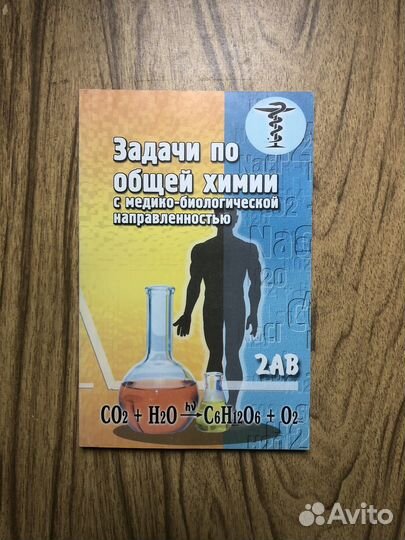 Задачи по
общей химии
с медико-биологической
направленностью
2АВ
CO2 + H2O hν→ C6H12O6 + O2
Avito